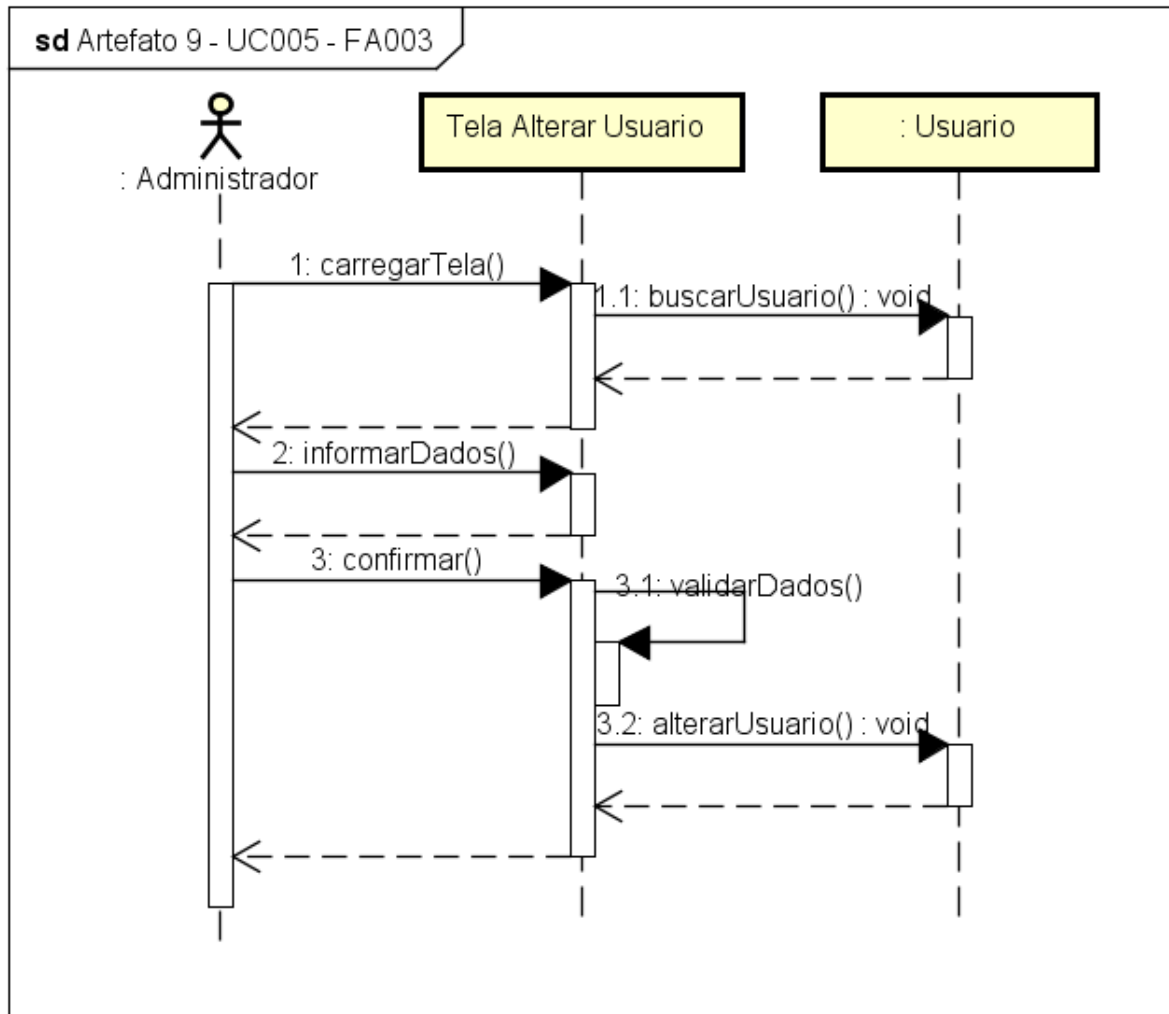 sd Artefato 9 - UC005 - FA003
: Administrador
Tela Alterar Usuario
: Usuario
1: carregarTela()
1.1: buscarUsuario() : void
2: informarDados()
3: confirmar()
3.1: validarDados()
3.2: alterarUsuario() : void